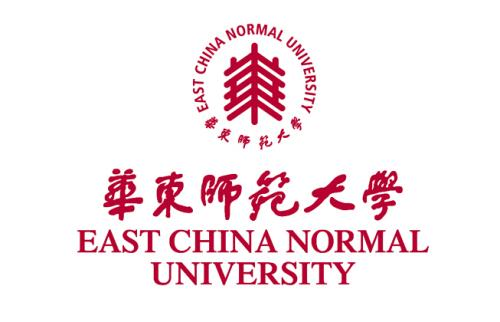 EAST CHINA NORMAL UNIVERSITY
華東師範大學
華東師範大學
EAST CHINA NORMAL
UNIVERSITY